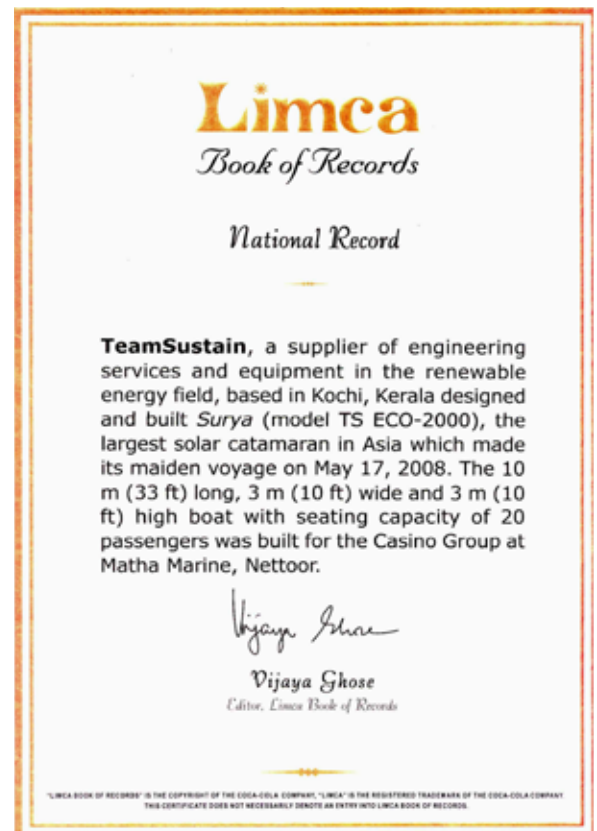 Limca
Book of Records
National Record
TeamSustain, a supplier of engineering
services and equipment in the renewable
energy field, based in Kochi, Kerala designed
and built Surya (model TS ECO-2000), the
largest solar catamaran in Asia which made
its maiden voyage on May 17, 2008. The 10
m (33 ft) long, 3 m (10 ft) wide and 3 m (10
ft) high boat with seating capacity of 20
passengers was built for the Casino Group at
Matha Marine, Nettoor.
Vijaya Ghose
Vijaya Ghose
Editor, Limca Book of Records
"LIMCA BOOK OF RECORDS" IS THE COPYRIGHT OF THE COCA-COLA COMPANY, "LIMCA" IS THE REGISTERED TRADEMARK OF THE COCA-COLA COMPANY
THIS CERTIFICATE DOES NOT NECESSARILY DENOTE AN ENTRY INTO LIMCA BOOK OF RECORDS.